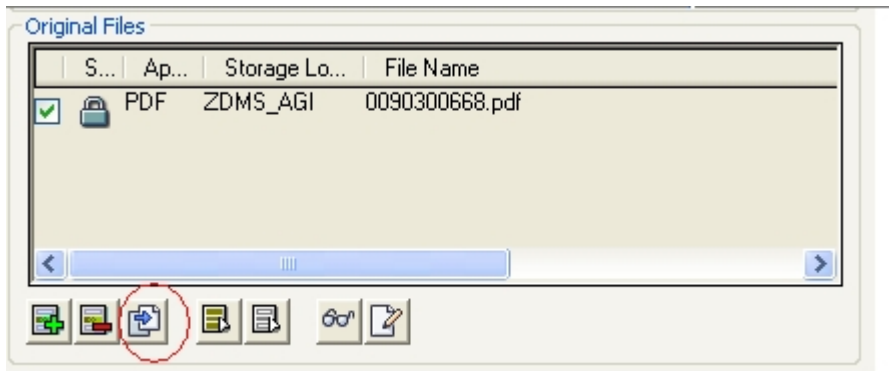 Original Files
S... Ap... Storage Lo... File Name
PDF ZDMS_AGI 0090300668.pdf